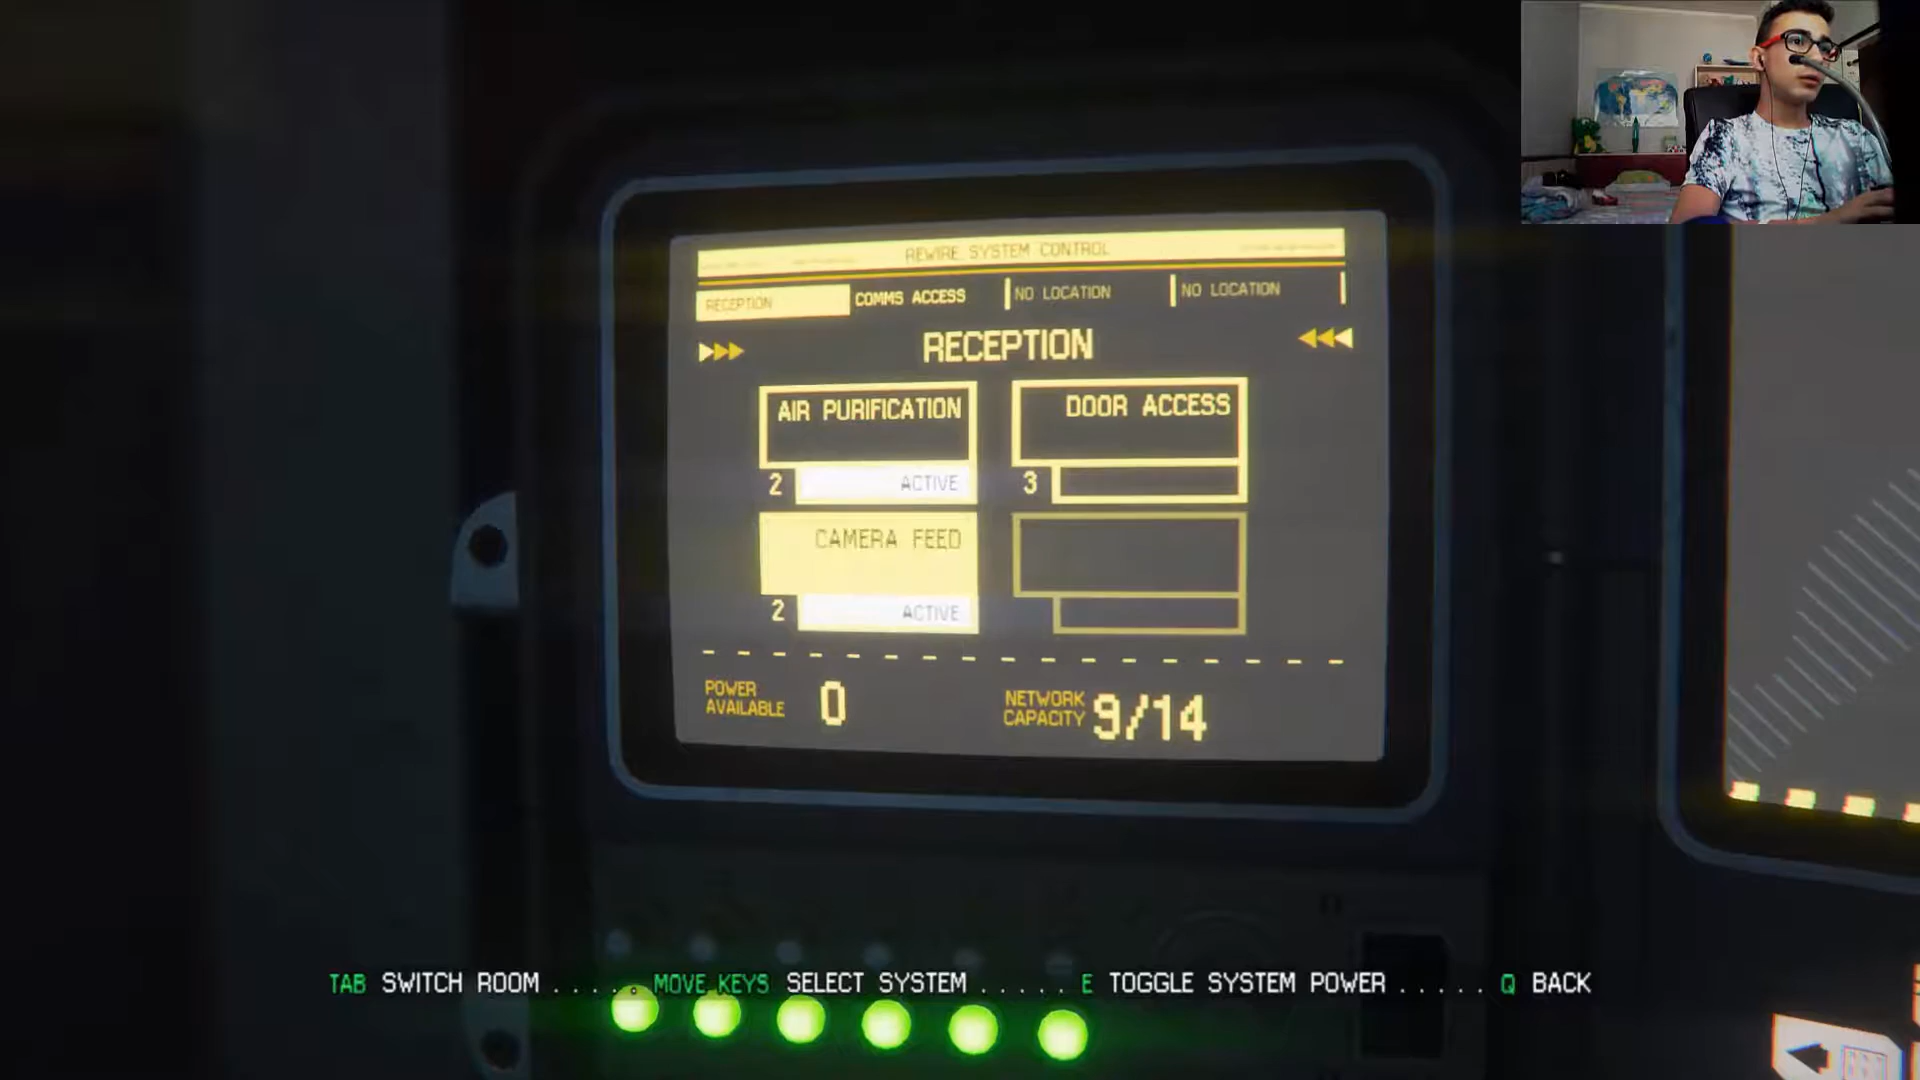 REWIRE SYSTEM CONTROL
RECEPTION COMMS ACCESS NO LOCATION NO LOCATION
RECEPTION
AIR PURIFICATION DOOR ACCESS
2 ACTIVE 3
CAMERA FEED
2 ACTIVE
POWER AVAILABLE 0 NETWORK CAPACITY 9/14
TAB SWITCH ROOM ...... MOVE KEYS SELECT SYSTEM ..... E TOGGLE SYSTEM POWER ..... Q BACK